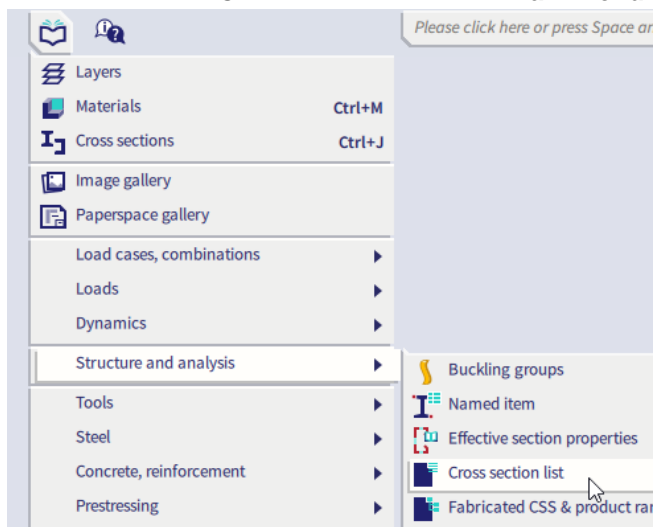 Please click here or press Space an
Layers
Materials Ctrl+M
Cross sections Ctrl+J
Image gallery
Paperspace gallery
Load cases, combinations
Loads
Dynamics
Structure and analysis
Buckling groups
Tools
Named item
Steel
Effective section properties
Concrete, reinforcement
Cross section list
Prestressing
Fabricated CSS & product ran